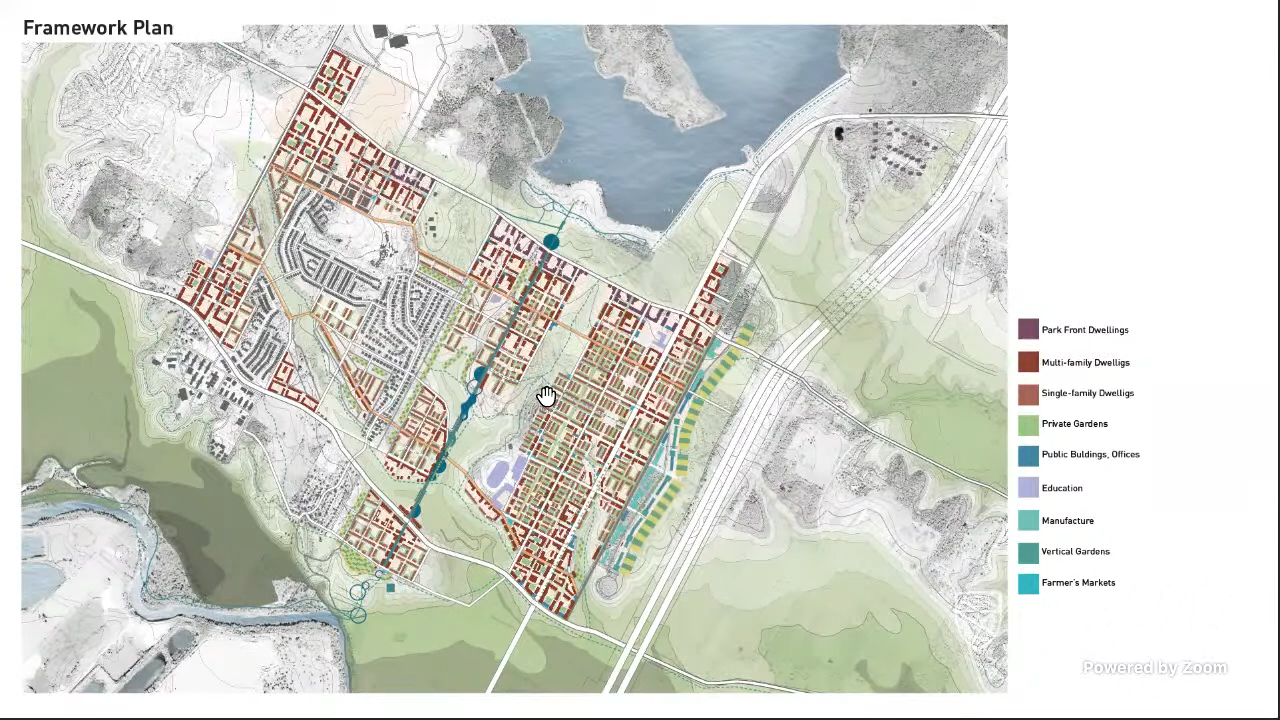 Framework Plan
Park Front Dwellings
Multi-family Dwelligs
Single-family Dwelligs
Private Gardens
Public Buldings, Offices
Education
Manufacture
Vertical Gardens
Farmer's Markets
Powered by Zoom